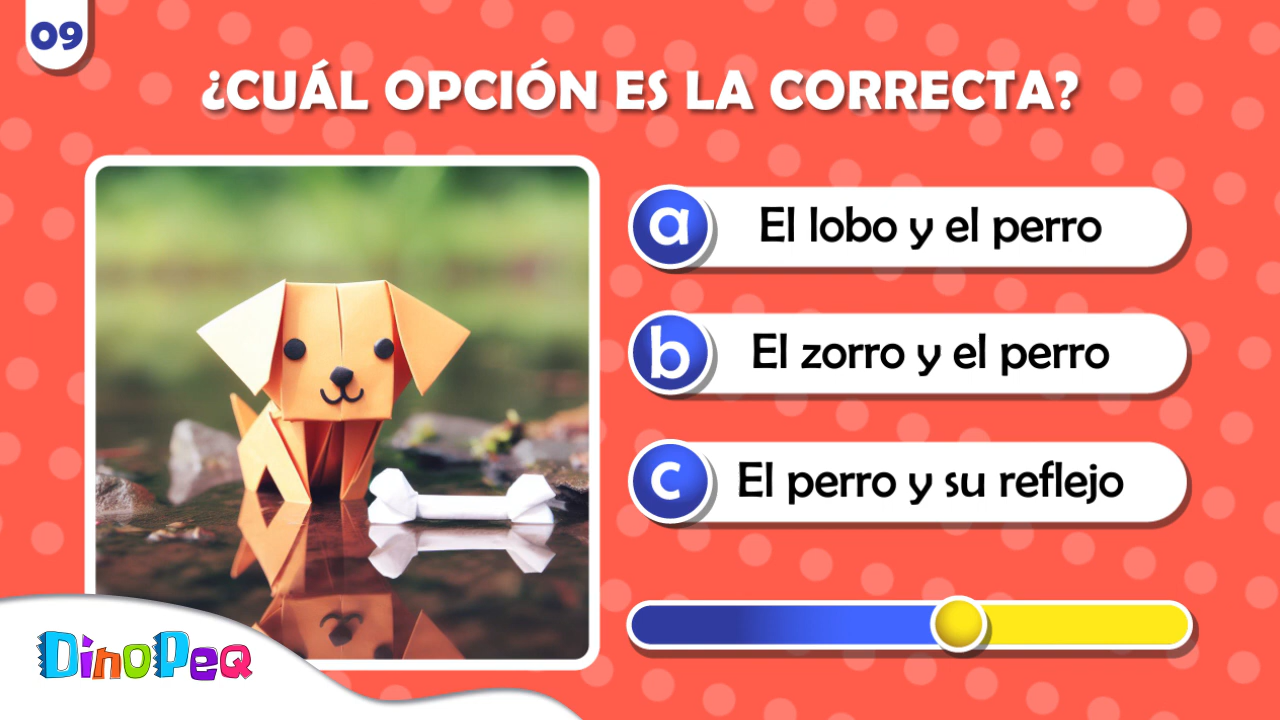 09
¿CUÁL OPCIÓN ES LA CORRECTA?
a El lobo y el perro
b El zorro y el perro
c El perro y su reflejo
DinoPeQ